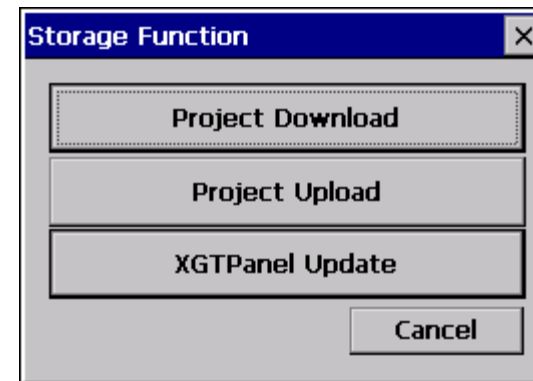 Storage Function
Project Download
Project Upload
XGTPanel Update
Cancel